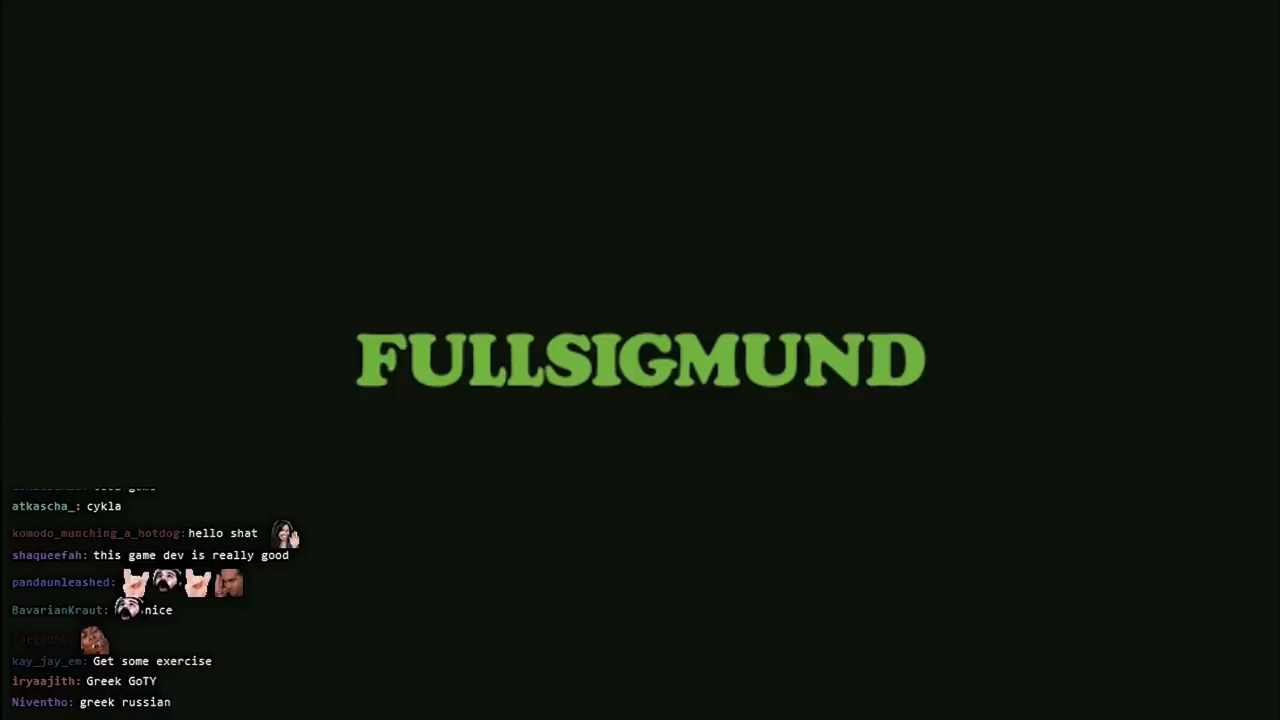 FULLSIGMUND
atkascha_: cykla
komodo_munching_a_hotdog: hello shat
shaqueefah: this game dev is really good
pandaunleashed:
BavarianKraut: nice
kay_jay_em: Get some exercise
iryaajith: Greek GoTY
Niventho: greek russian